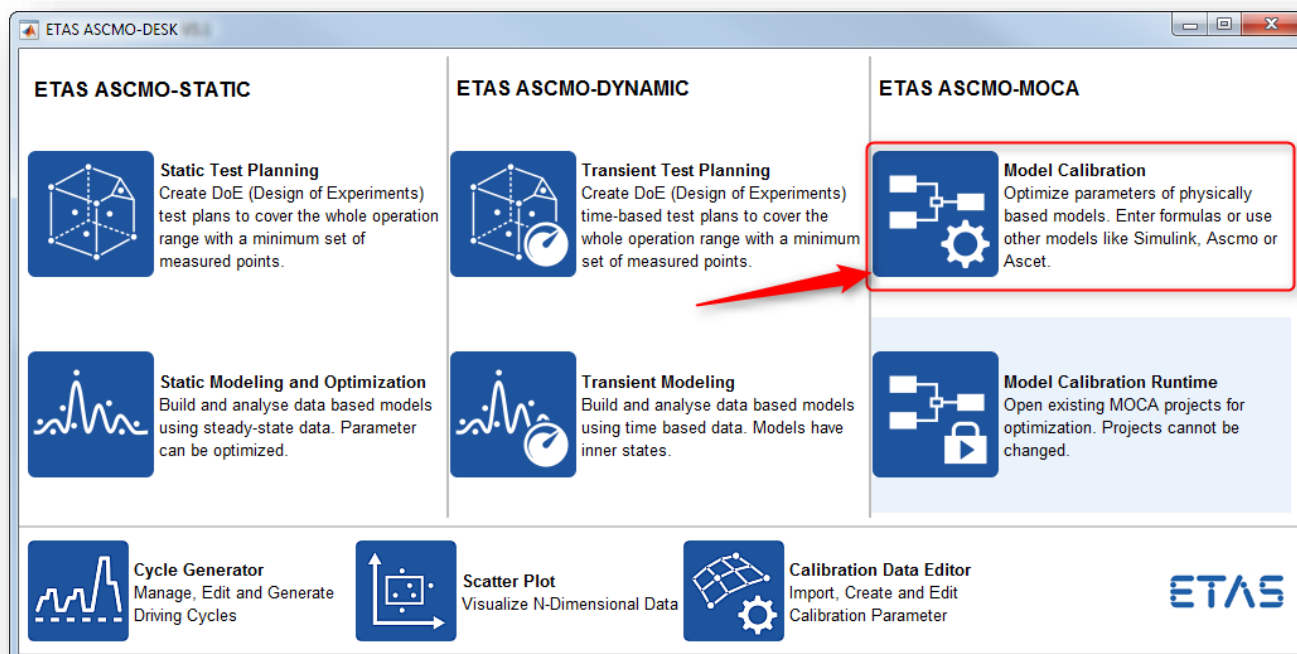 ETAS ASCMO-DESK
ETAS ASCMO-STATIC
Static Test Planning
Create DoE (Design of Experiments)
test plans to cover the whole operation
range with a minimum set of
measured points.
Static Modeling and Optimization
Build and analyse data based models
using steady-state data. Parameter
can be optimized.
ETAS ASCMO-DYNAMIC
Transient Test Planning
Create DoE (Design of Experiments)
time-based test plans to cover the
whole operation range with a minimum
set of measured points.
Transient Modeling
Build and analyse data based models
using time based data. Models have
inner states.
ETAS ASCMO-MOCA
Model Calibration
Optimize parameters of physically
based models. Enter formulas or use
other models like Simulink, Ascmo or
Ascet.
Model Calibration Runtime
Open existing MOCA projects for
optimization. Projects cannot be
changed.
Cycle Generator
Manage, Edit and Generate
Driving Cycles
Scatter Plot
Visualize N-Dimensional Data
Calibration Data Editor
Import, Create and Edit
Calibration Parameter
ETAS